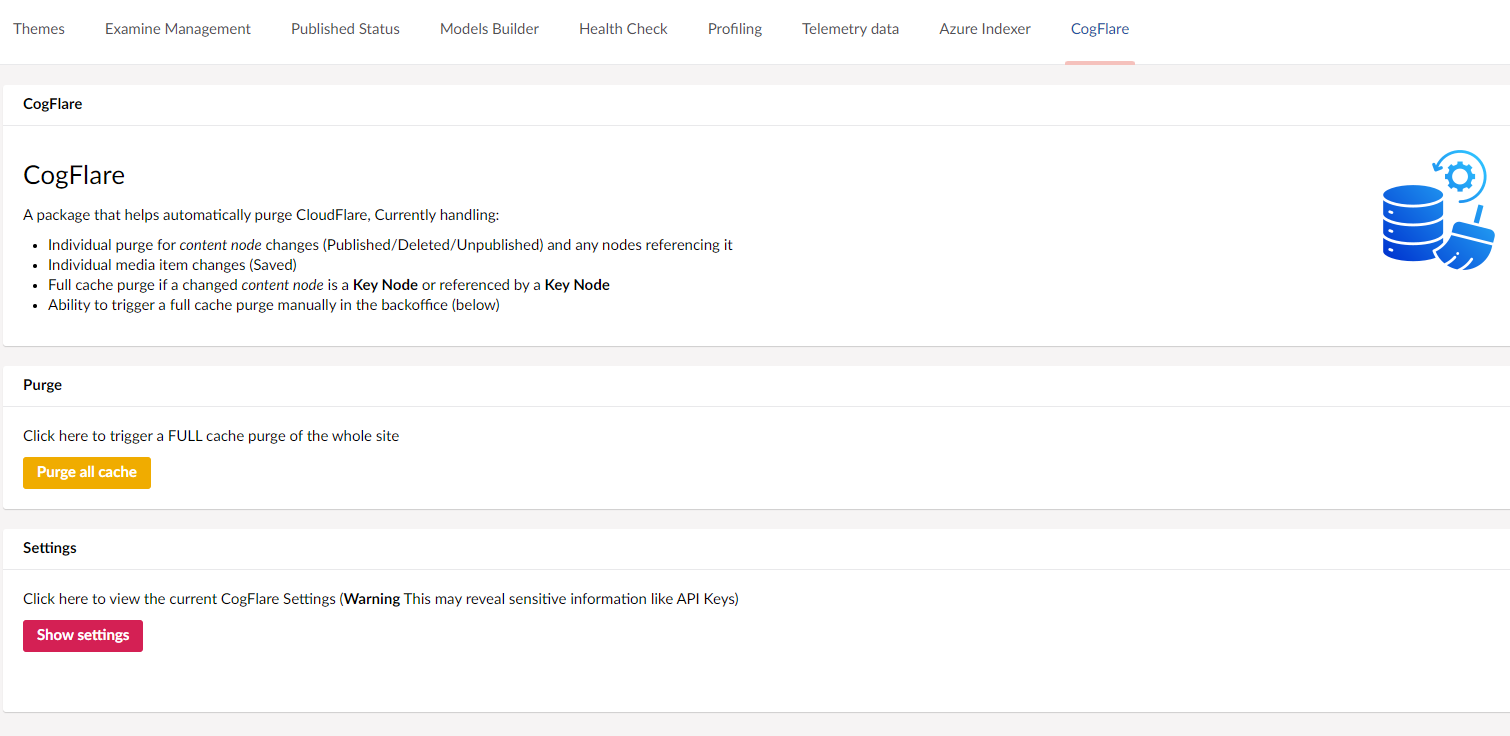 Themes Examine Management Published Status Models Builder Health Check Profiling Telemetry data Azure Indexer CogFlare
CogFlare
CogFlare
A package that helps automatically purge CloudFlare, Currently handling:
• Individual purge for content node changes (Published/Deleted/Unpublished) and any nodes referencing it
• Individual media item changes (Saved)
• Full cache purge if a changed content node is a Key Node or referenced by a Key Node
• Ability to trigger a full cache purge manually in the backoffice (below)
Purge
Click here to trigger a FULL cache purge of the whole site
Purge all cache
Settings
Click here to view the current CogFlare Settings (Warning This may reveal sensitive information like API Keys)
Show settings